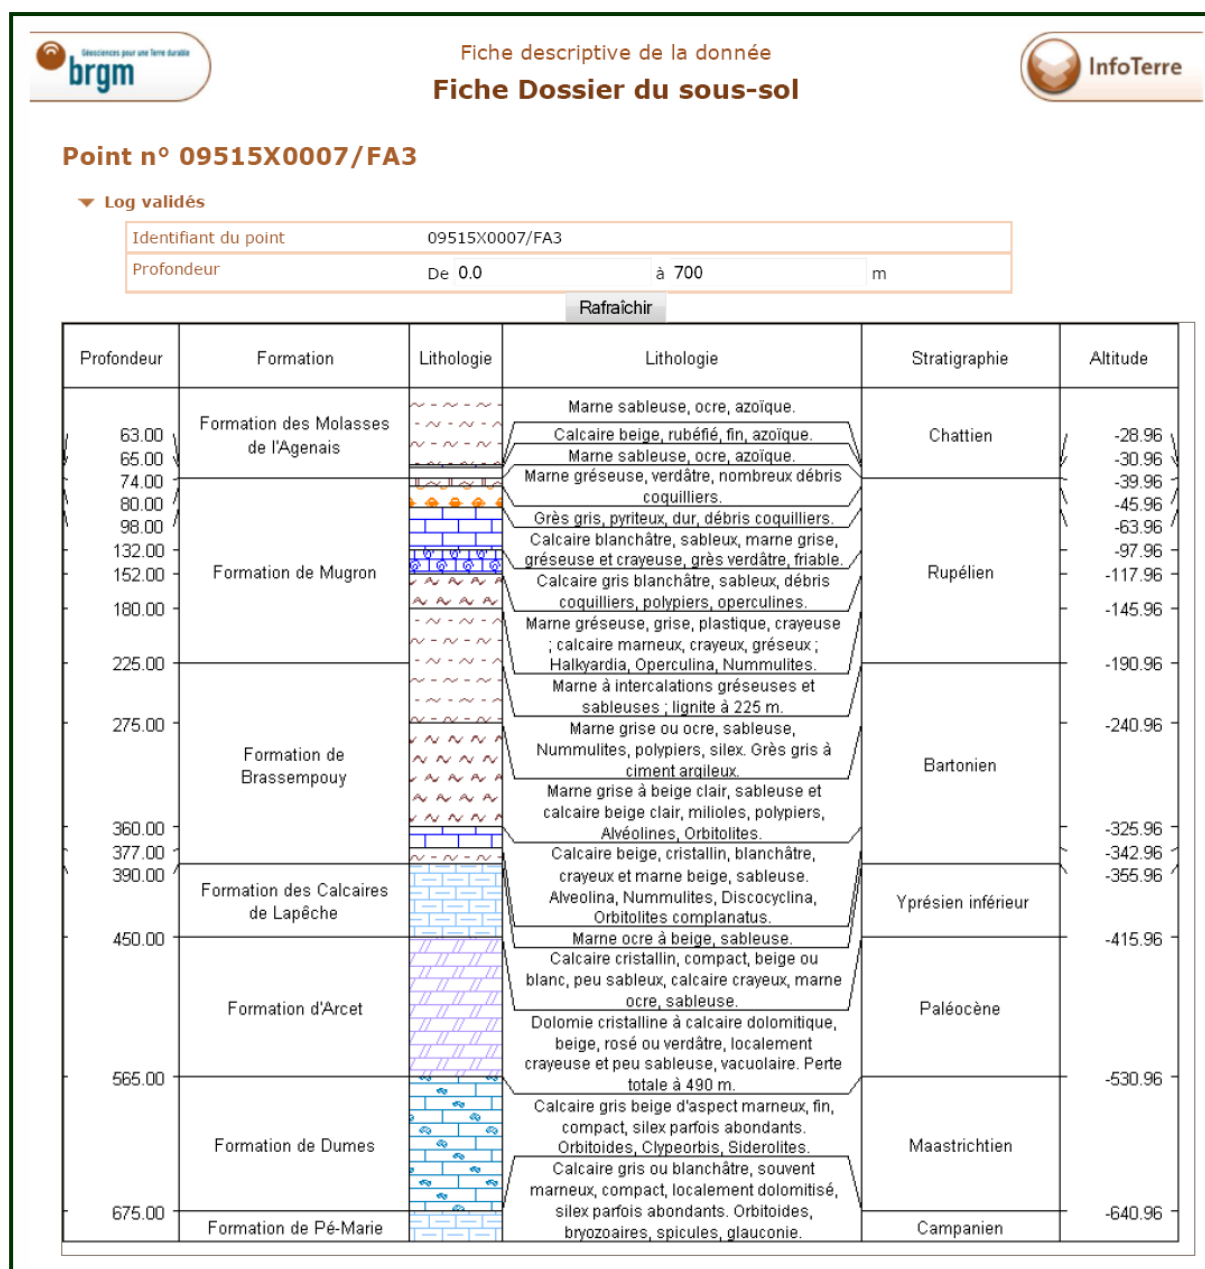 Géosciences pour une Terre durable
brgm
Fiche descriptive de la donnée
Fiche Dossier du sous-sol
InfoTerre
Point n° 09515X0007/FA3
Log validés
Identifiant du point 09515X0007/FA3
Profondeur De 0.0 à 700 m
Rafraîchir
Profondeur Formation Lithologie Lithologie Stratigraphie Altitude
63.00
65.00
74.00
80.00
98.00
132.00
152.00
180.00
225.00
275.00
360.00
377.00
390.00
450.00
565.00
675.00
Formation des Molasses
de l'Agenais
Formation de Mugron
Formation de
Brassempouy
Formation des Calcaires
de Lapêche
Formation d'Arcet
Formation de Dumes
Formation de Pé-Marie
Marne sableuse, ocre, azoïque.
Calcaire beige, rubéfié, fin, azoïque.
Marne sableuse, ocre, azoïque.
Marne gréseuse, verdâtre, nombreux débris
coquilliers.
Grès gris, pyriteux, dur, débris coquilliers.
Calcaire blanchâtre, sableux, marne grise,
gréseuse et crayeuse, grès verdâtre, friable.
Calcaire gris blanchâtre, sableux, débris
coquilliers, polypiers, operculines.
Marne gréseuse, grise, plastique, crayeuse
; calcaire marneux, crayeux, gréseux ;
Halkyardia, Operculina, Nummulites.
Marne à intercalations gréseuses et
sableuses ; lignite à 225 m.
Marne grise ou ocre, sableuse,
Nummulites, polypiers, silex. Grès gris à
ciment argileux.
Marne grise à beige clair, sableuse et
calcaire beige clair, milioles, polypiers,
Alvéolines, Orbitolites.
Calcaire beige, cristallin, blanchâtre,
crayeux et marne beige, sableuse.
Alveolina, Nummulites, Discocyclina,
Orbitolites complanatus.
Marne ocre à beige, sableuse.
Calcaire cristallin, compact, beige ou
blanc, peu sableux, calcaire crayeux, marne
ocre, sableuse.
Dolomie cristalline à calcaire dolomitique,
beige, rosé ou verdâtre, localement
crayeuse et peu sableuse, vacuolaire. Perte
totale à 490 m.
Calcaire gris beige d'aspect marneux, fin,
compact, silex parfois abondants.
Orbitoides, Clypeorbis, Siderolites.
Calcaire gris ou blanchâtre, souvent
marneux, compact, localement dolomitisé,
silex parfois abondants. Orbitoides,
bryozoaires, spicules, glauconie.
Chattien
Rupélien
Bartonien
Yprésien inférieur
Paléocène
Maastrichtien
Campanien
-28.96
-30.96
-39.96
-45.96
-63.96
-97.96
-117.96
-145.96
-190.96
-240.96
-325.96
-342.96
-355.96
-415.96
-530.96
-640.96